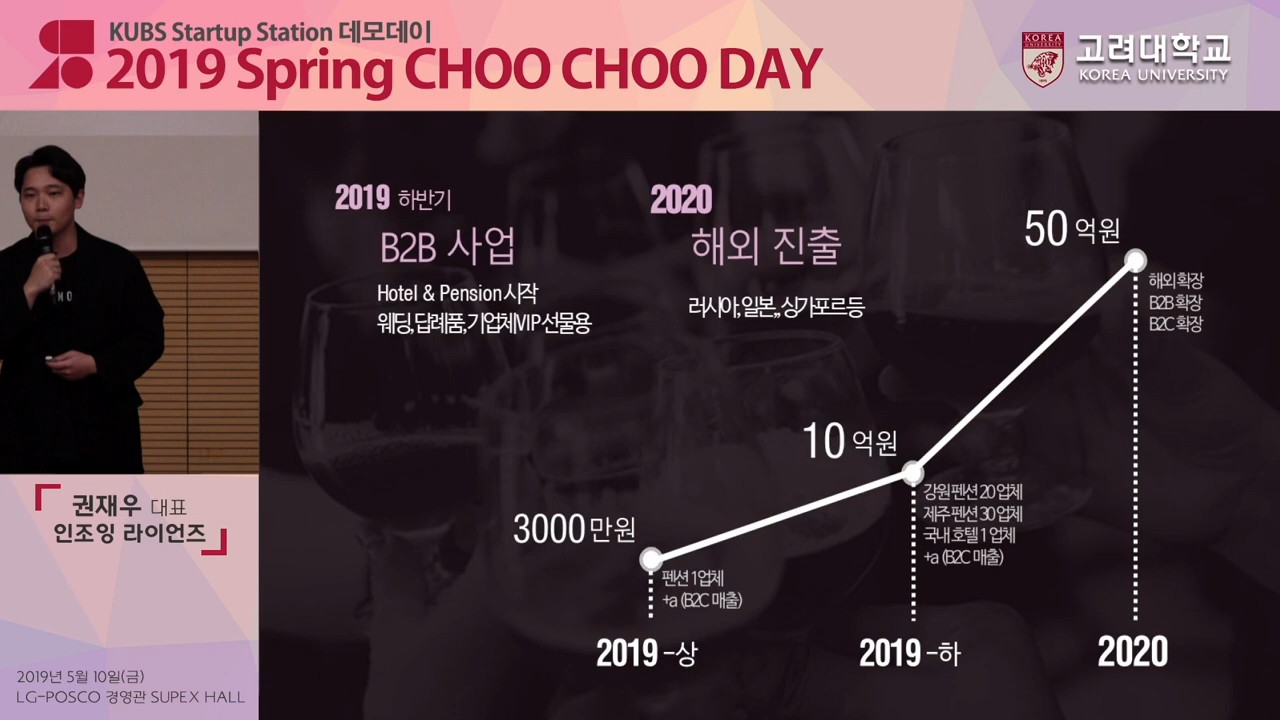 KUBS Startup Station 데모데이
2019 Spring CHOO CHOO DAY
KOREA
UNIVERSITY
고려대학교
KOREA UNIVERSITY
2019 하반기
B2B 사업
Hotel & Pension 시작
웨딩, 답례품, 기업체VIP 선물용
2020
해외 진출
러시아, 일본,, 싱가포르 등
50 억원
해외 확장
B2B 확장
B2C 확장
10 억원
강원 펜션 20 업체
제주 펜션 30 업체
국내 호텔 1 업체
+a (B2C 매출)
3000 만원
펜션 1업체
+a (B2C 매출)
2019 -상
2019 -하
2020
권재우 대표
인조잉 라이언즈
2019년 5월 10일(금)
LG-POSCO 경영관 SUPEX HALL